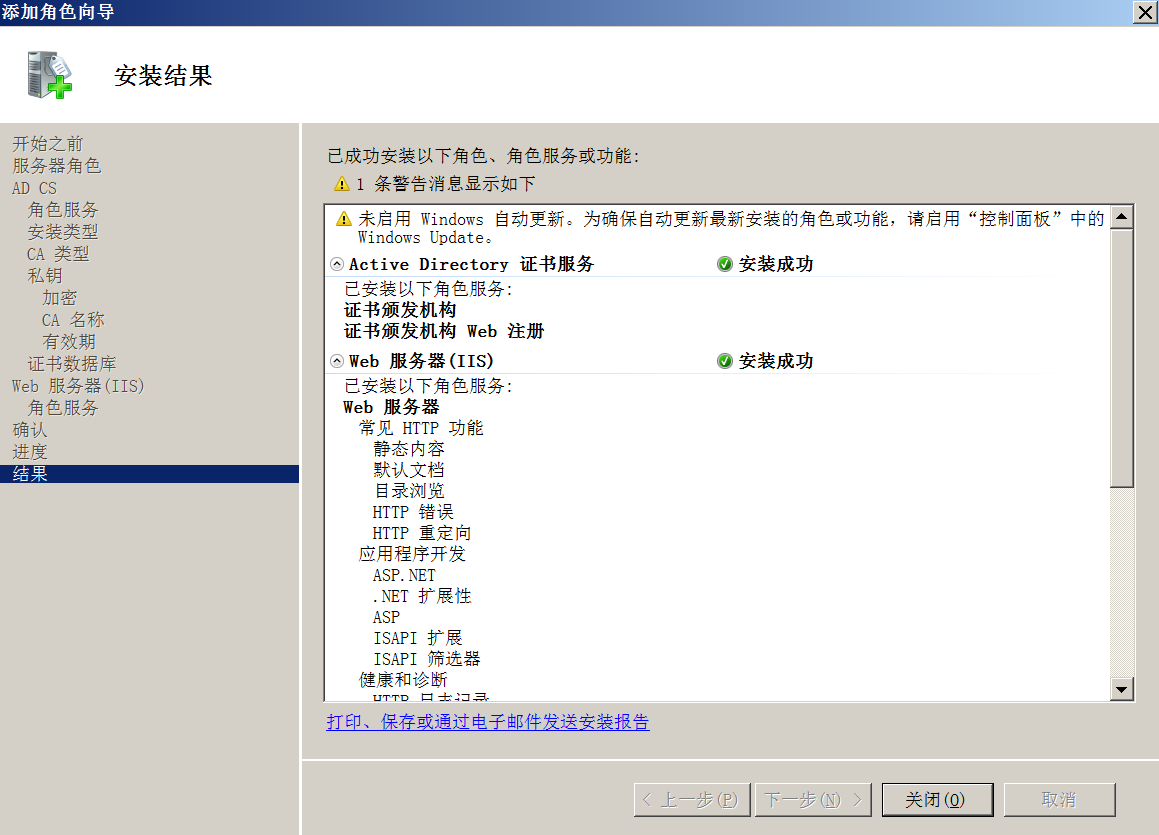 添加角色向导
安装结果
开始之前
服务器角色
AD CS
角色服务
安装类型
CA 类型
私钥
加密
CA 名称
有效期
证书数据库
Web 服务器(IIS)
角色服务
确认
进度
结果
已成功安装以下角色、角色服务或功能:
1 条警告消息显示如下
未启用 Windows 自动更新。为确保自动更新最新安装的角色或功能，请启用“控制面板”中的
Windows Update。
Active Directory 证书服务 安装成功
已安装以下角色服务:
证书颁发机构
证书颁发机构 Web 注册
Web 服务器(IIS) 安装成功
已安装以下角色服务:
Web 服务器
常见 HTTP 功能
静态内容
默认文档
目录浏览
HTTP 错误
HTTP 重定向
应用程序开发
ASP.NET
.NET 扩展性
ASP
ISAPI 扩展
ISAPI 筛选器
健康和诊断
HTTP 日志记录
打印、保存或通过电子邮件发送安装报告
< 上一步(P) 下一步(N) > 关闭(O) 取消